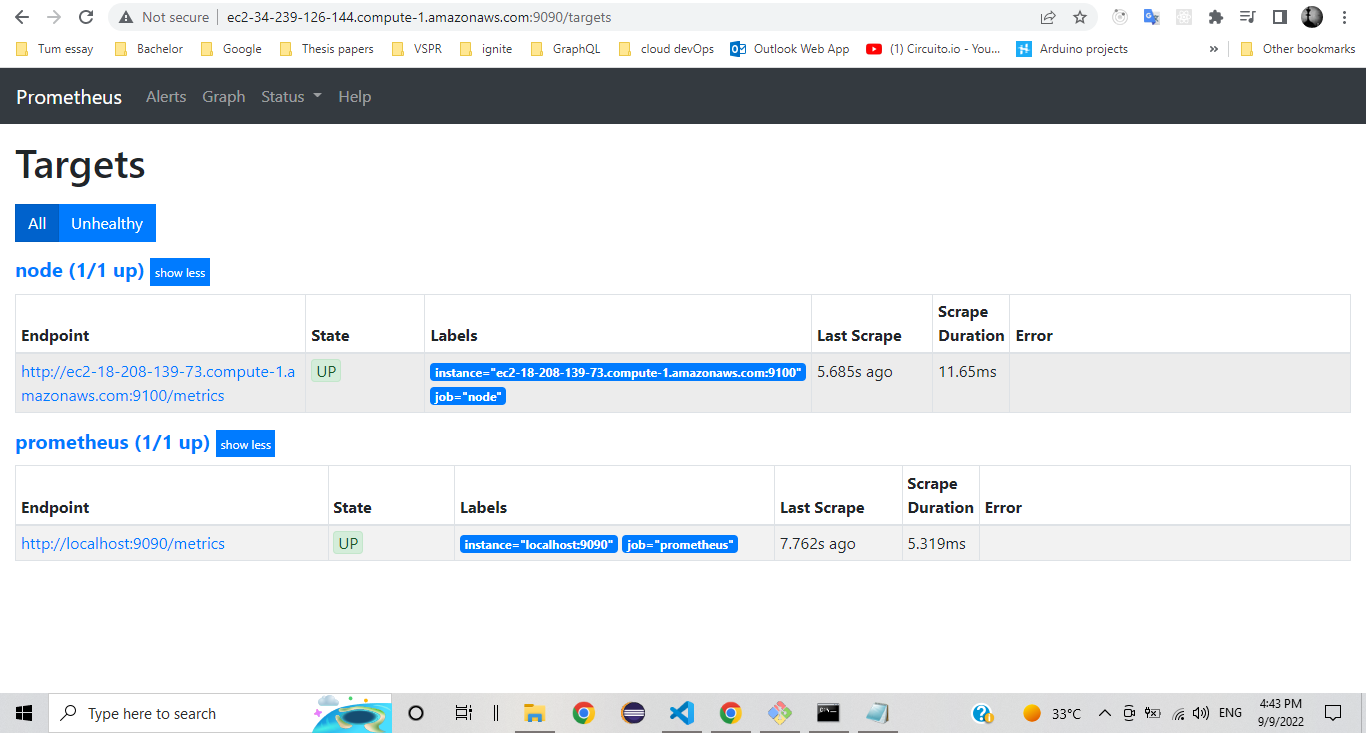 Not secure
ec2-34-239-126-144.compute-1.amazonaws.com:9090/targets
Tum essay
Bachelor
Google
Thesis papers
VSPR
ignite
GraphQL
cloud devOps
Outlook Web App
(1) Circuito.io - You...
Arduino projects
»
Other bookmarks
Prometheus
Alerts
Graph
Status
Help
Targets
All
Unhealthy
node (1/1 up)
show less
Endpoint
State
Labels
Last Scrape
Scrape
Duration
Error
http://ec2-18-208-139-73.compute-1.a
mazonaws.com:9100/metrics
UP
instance="ec2-18-208-139-73.compute-1.amazonaws.com:9100"
job="node"
5.685s ago
11.65ms
prometheus (1/1 up)
show less
Endpoint
State
Labels
Last Scrape
Scrape
Duration
Error
http://localhost:9090/metrics
UP
instance="localhost:9090"
job="prometheus"
7.762s ago
5.319ms
Type here to search
33°C
ENG
4:43 PM
9/9/2022